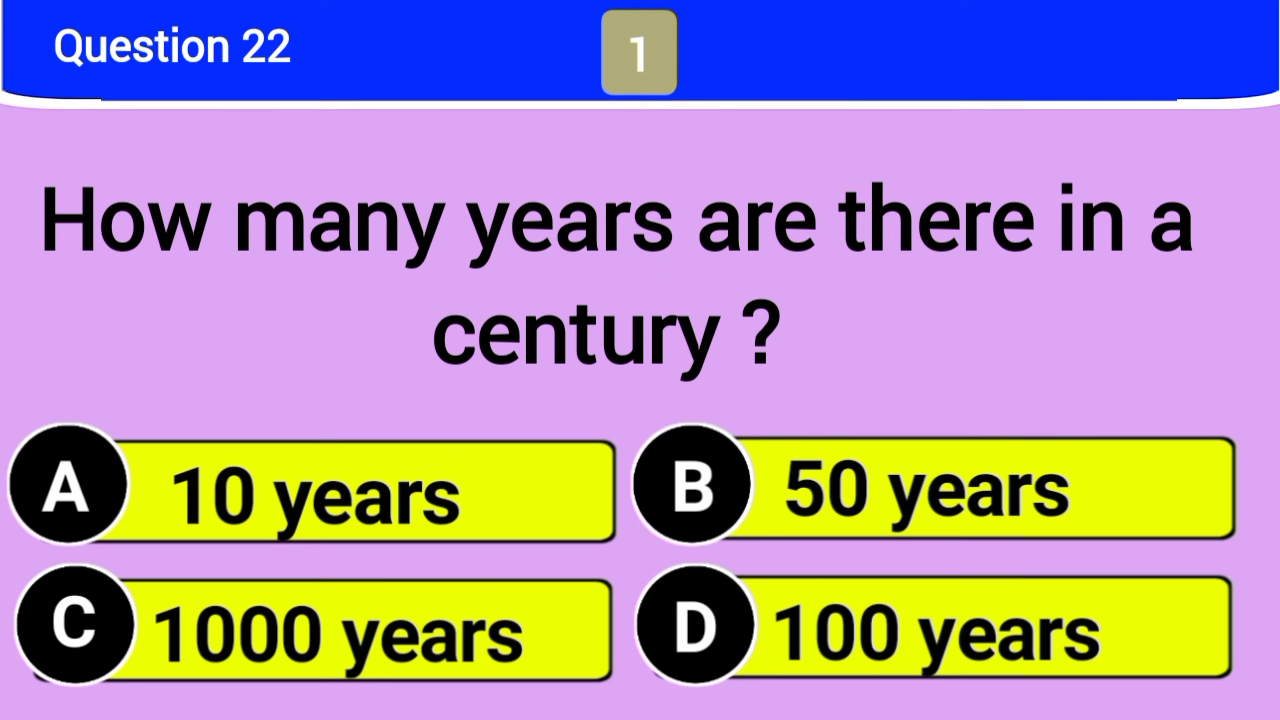 Question 22
1
How many years are there in a
century ?
A 10 years
B 50 years
C 1000 years
D 100 years